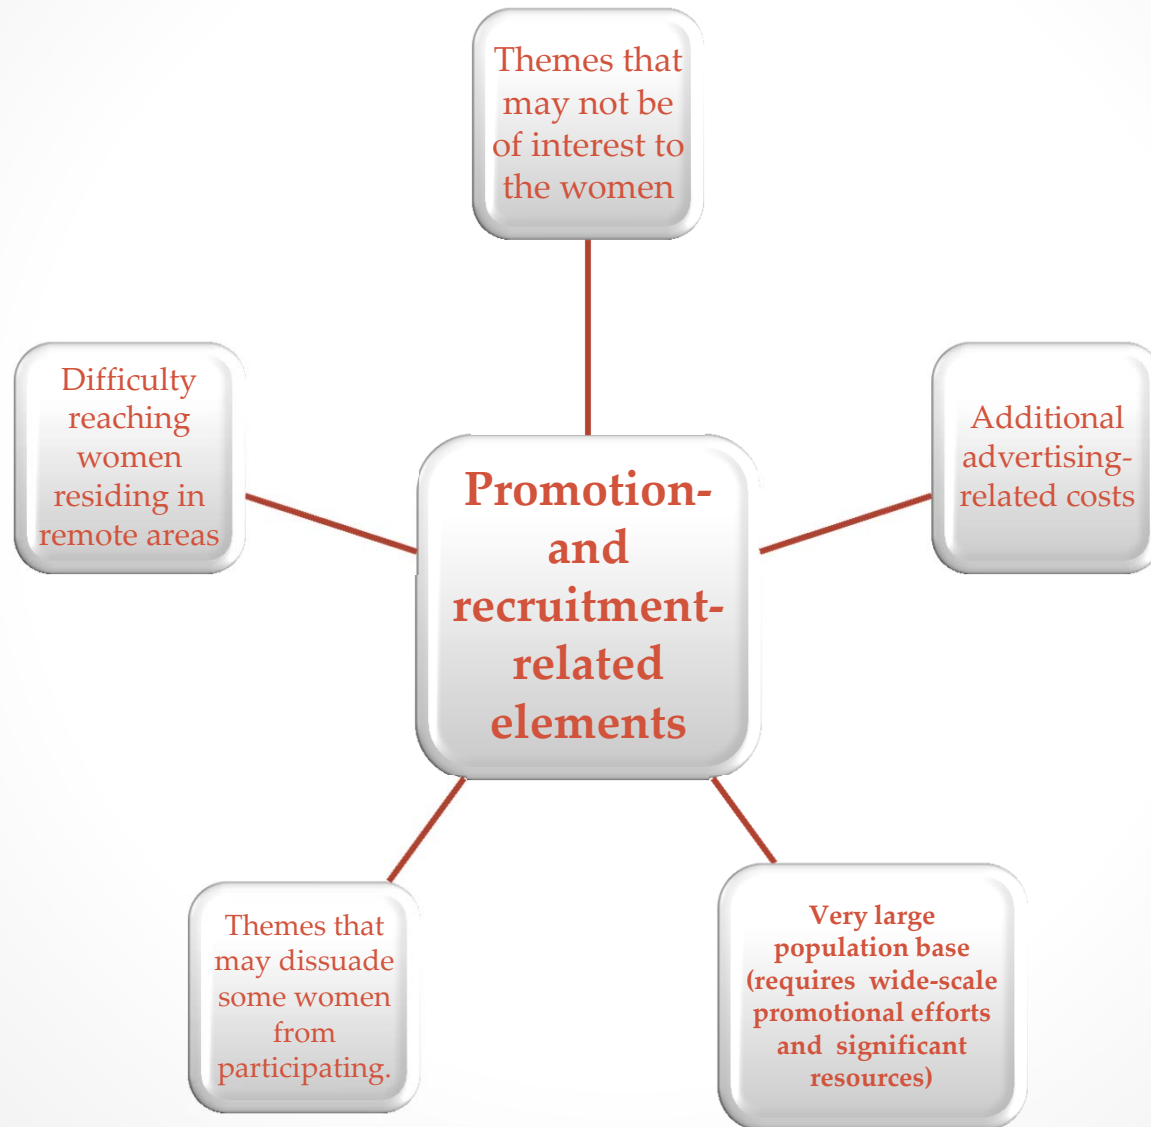 Themes that
may not be
of interest to
the women
Difficulty
reaching
women
residing in
remote areas
Additional
advertising-
related costs
Promotion-
and
recruitment-
related
elements
Themes that
may dissuade
some women
from
participating.
Very large
population base
(requires wide-scale
promotional efforts
and significant
resources)